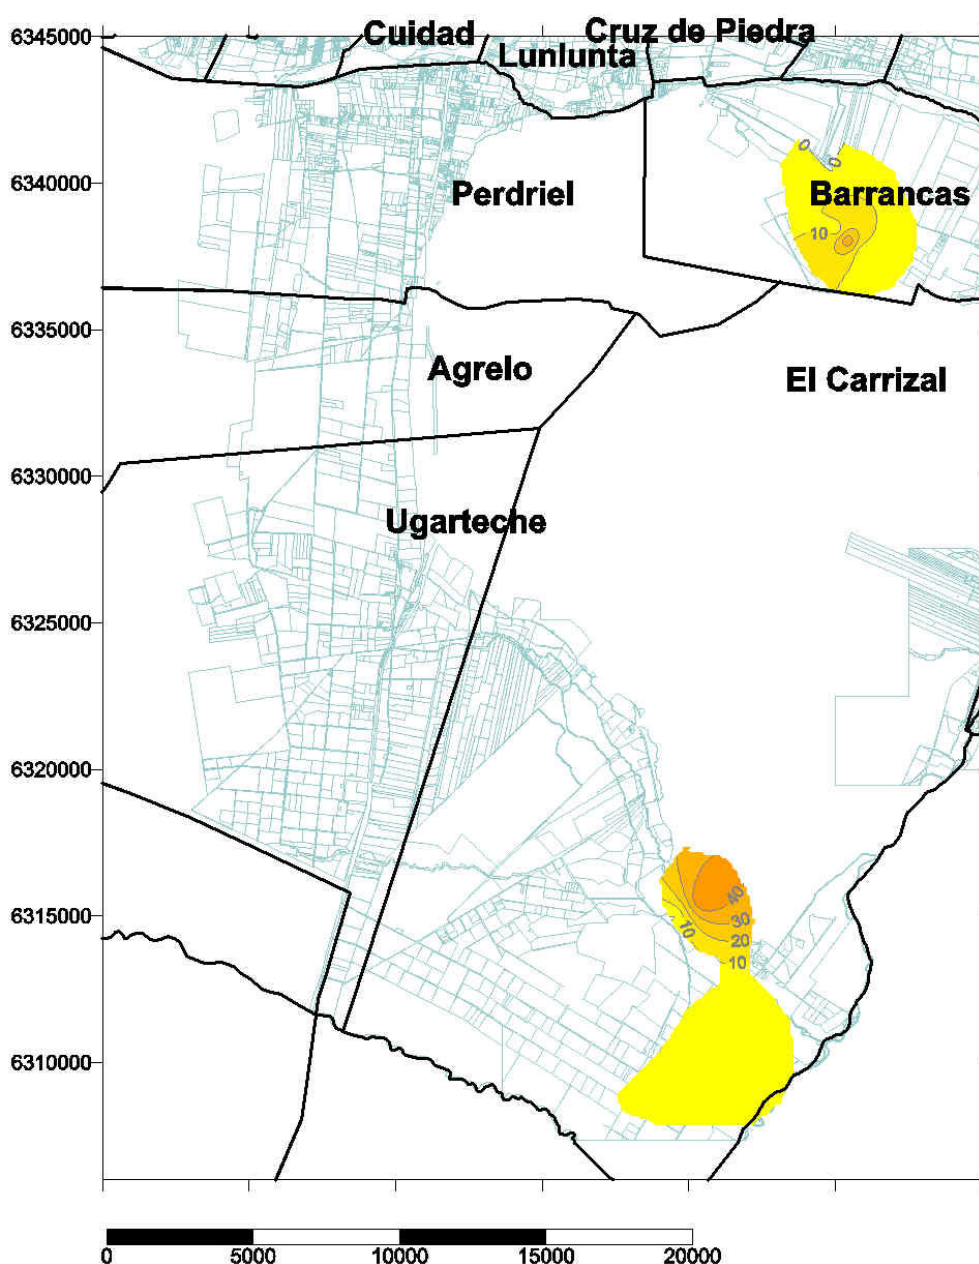 6345000
Cuidad
Cruz de Piedra
Lunlunta
0
0
6340000
Perdriel
Barrancas
10
6335000
Agrelo
El Carrizal
6330000
Ugarteche
6325000
6320000
40
6315000
30
10
20
10
6310000
0 5000 10000 15000 20000